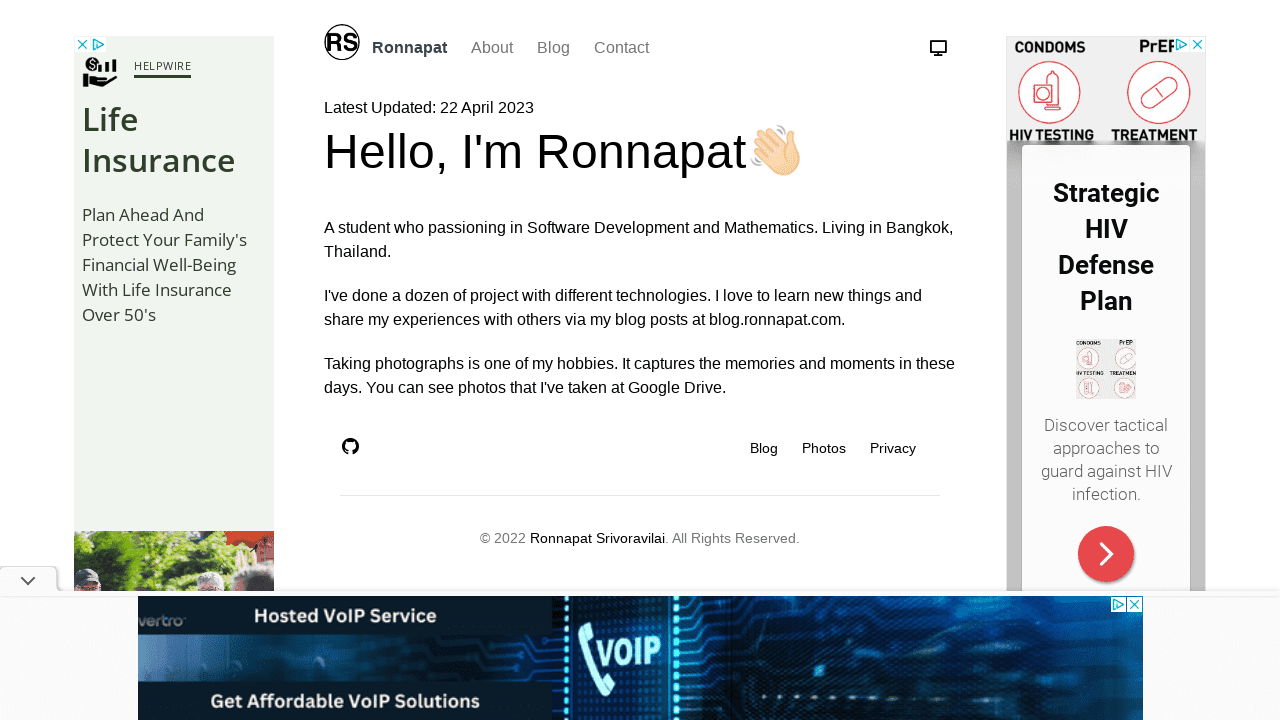 RS
Ronnapat
About
Blog
Contact
HELPWIRE
Life
Insurance
Plan Ahead And
Protect Your Family's
Financial Well-Being
With Life Insurance
Over 50's
Latest Updated: 22 April 2023
Hello, I'm Ronnapat👋🏻
A student who passioning in Software Development and Mathematics. Living in Bangkok,
Thailand.
I've done a dozen of project with different technologies. I love to learn new things and
share my experiences with others via my blog posts at blog.ronnapat.com.
Taking photographs is one of my hobbies. It captures the memories and moments in these
days. You can see photos that I've taken at Google Drive.
Blog
Photos
Privacy
© 2022 Ronnapat Srivoravilai. All Rights Reserved.
CONDOMS
PrEP
HIV TESTING
TREATMENT
Strategic
HIV
Defense
Plan
CONDOMS
PrEP
HIV TESTING
TREATMEN
Discover tactical
approaches to
guard against HIV
infection.
vertro
Hosted VoIP Service
Get Affordable VoIP Solutions
VOIP